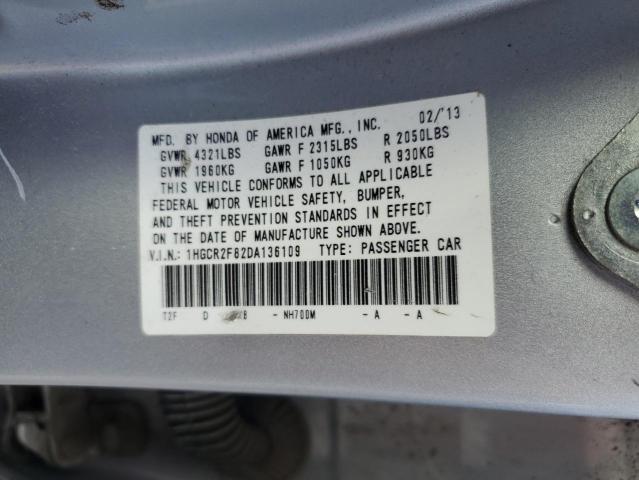 MFD. BY HONDA OF AMERICA MFG., INC. 02/'13
GVWR 4321LBS GAWR F 2315LBS R 2050LBS
GVWR 1960KG GAWR F 1050KG R 930KG
THIS VEHICLE CONFORMS TO ALL APPLICABLE
FEDERAL MOTOR VEHICLE SAFETY, BUMPER,
AND THEFT PREVENTION STANDARDS IN EFFECT
ON THE DATE OF MANUFACTURE SHOWN ABOVE.
V.I.N.: 1HGCR2F82DA136109 TYPE: PASSENGER CAR
T2F D - NH700M - A - A